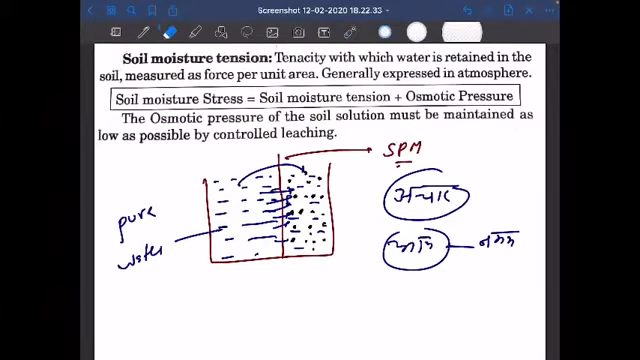 Screenshot 12-02-2020 18.22.33
Soil moisture tension: Tenacity with which water is retained in the
soil, measured as force per unit area. Generally expressed in atmosphere.
Soil moisture Stress = Soil moisture tension + Osmotic Pressure
The Osmotic pressure of the soil solution must be maintained as
low as possible by controlled leaching.
SPM
pure
water
अचार
नमक